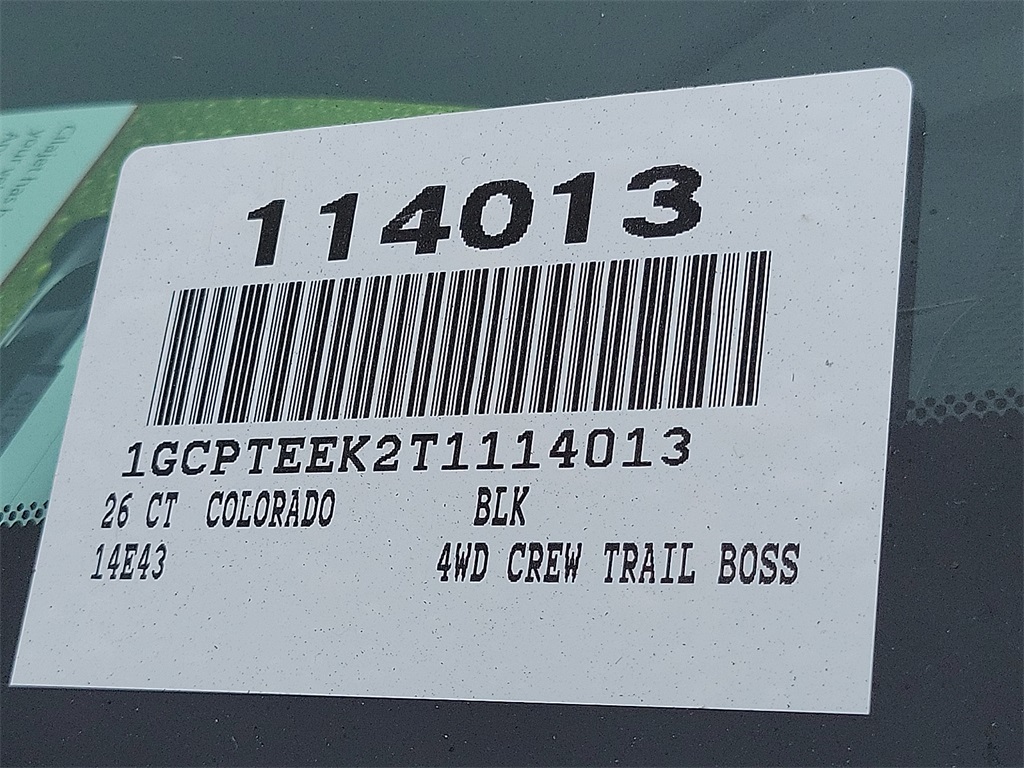 114013
1GCPTEEK2T1114013
26 CT COLORADO BLK
14E43 4WD CREW TRAIL BOSS